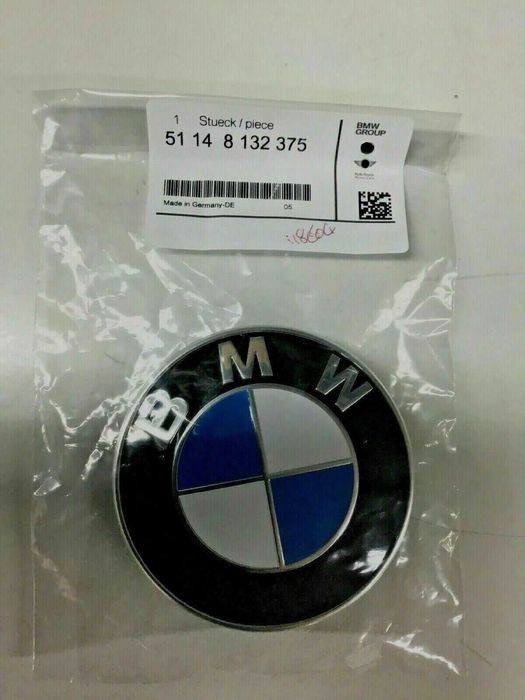 1 Stueck / piece
51 14 8 132 375
Made in Germany-DE 05
BMW
GROUP
B M W